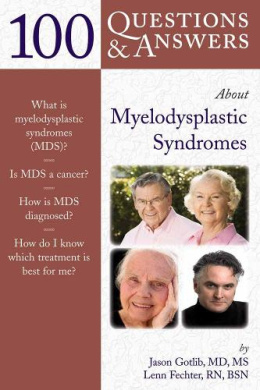 100 QUESTIONS
& ANSWERS
About
Myelodysplastic
Syndromes
What is
myelodysplastic
syndromes
(MDS)?
Is MDS a cancer?
How is MDS
diagnosed?
How do I know
which treatment is
best for me?
by
Jason Gotlib, MD, MS
Lenn Fechter, RN, BSN